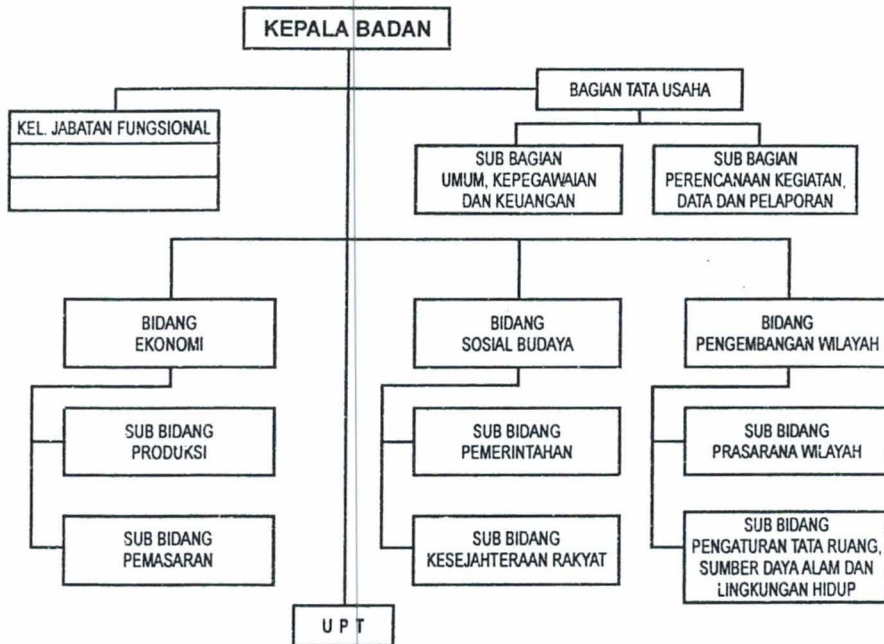 KEPALA BADAN
BAGIAN TATA USAHA
KEL. JABATAN FUNGSIONAL
SUB BAGIAN
UMUM, KEPEGAWAIAN
DAN KEUANGAN
SUB BAGIAN
PERENCANAAN KEGIATAN,
DATA DAN PELAPORAN
BIDANG
EKONOMI
BIDANG
SOSIAL BUDAYA
BIDANG
PENGEMBANGAN WILAYAH
SUB BIDANG
PRODUKSI
SUB BIDANG
PEMERINTAHAN
SUB BIDANG
PRASARANA WILAYAH
SUB BIDANG
PEMASARAN
SUB BIDANG
KESEJAHTERAAN RAKYAT
SUB BIDANG
PENGATURAN TATA RUANG,
SUMBER DAYA ALAM DAN
LINGKUNGAN HIDUP
U P T